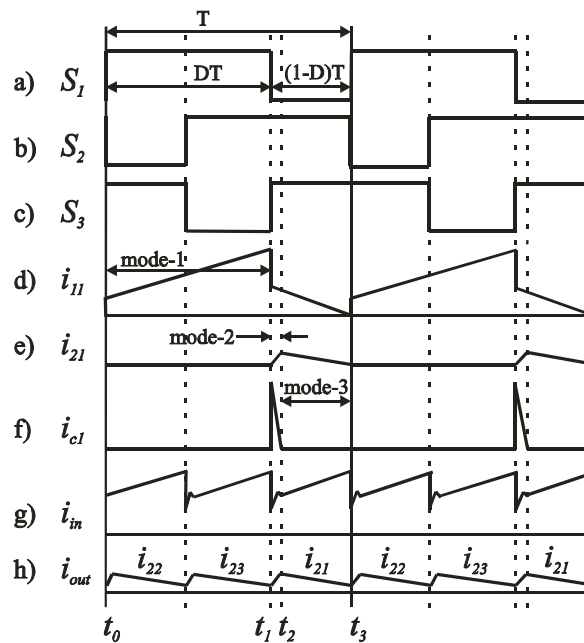 T
DT
(1-D)T
a) S1
b) S2
c) S3
mode-1
d) i11
mode-2
e) i21
mode-3
f) ic1
g) iin
i22 i23 i21 i22 i23 i21
h) iout
t0 t1 t2 t3